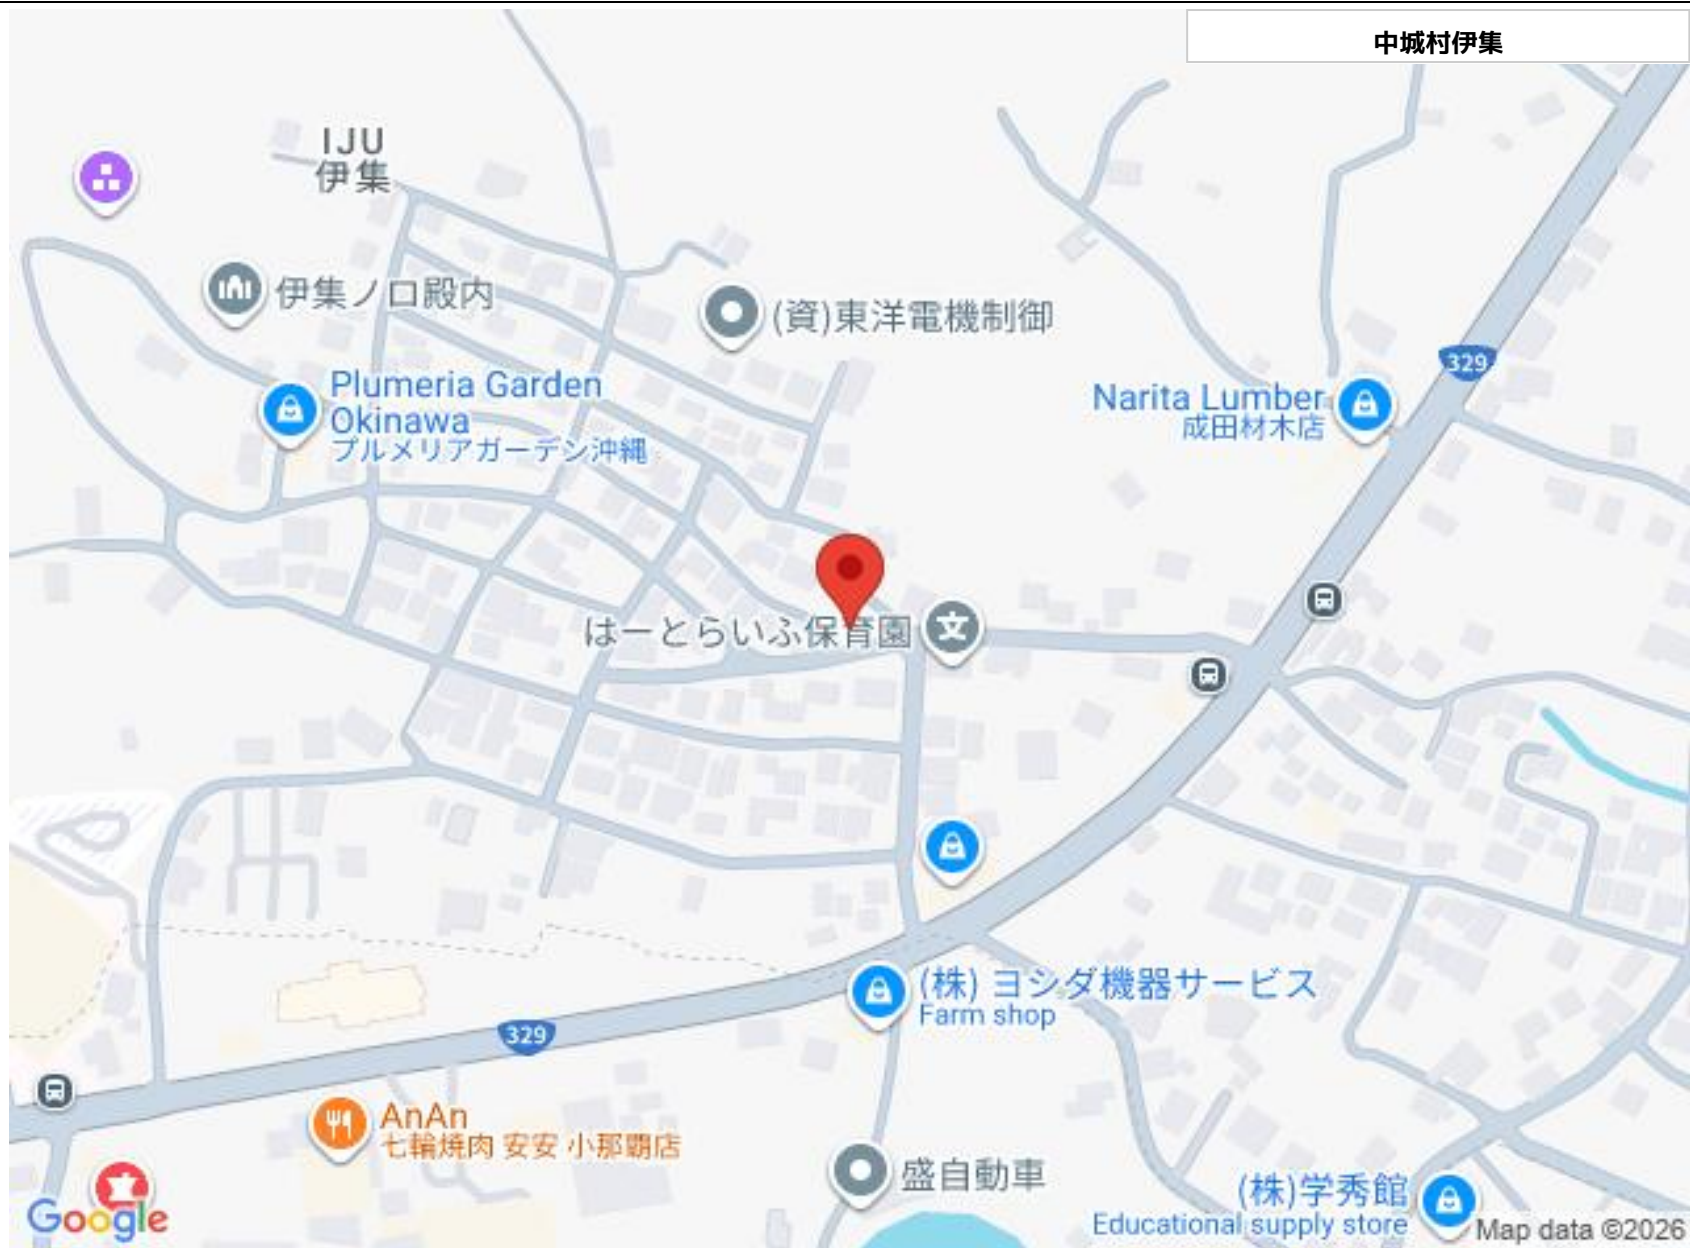 中城村伊集
IJU
伊集
伊集ノロ殿内
(資)東洋電機制御
329
Plumeria Garden
Okinawa
プルメリアガーデン沖縄
Narita Lumber
成田材木店
はーとらいふ保育園
文
(株) ヨシダ機器サービス
Farm shop
329
AnAn
七輪焼肉 安安 小那覇店
盛自動車
(株)学秀館
Educational supply store
Google
Map data ©2026